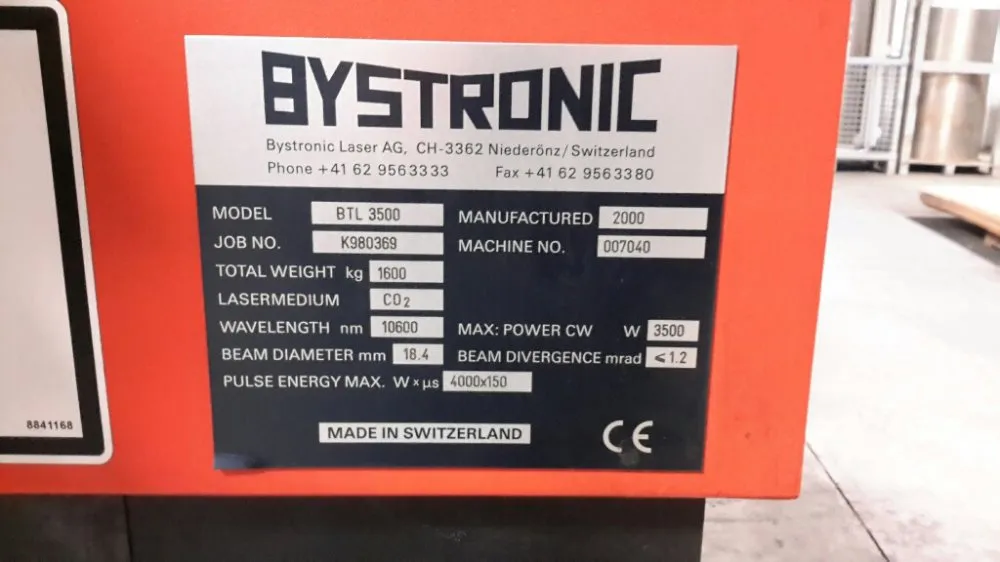 BYSTRONIC
Bystronic Laser AG, CH-3362 Niederönz/Switzerland
Phone +41 62 9563333 Fax +41 62 9563380
MODEL BTL 3500 MANUFACTURED 2000
JOB NO. K980369 MACHINE NO. 007040
TOTAL WEIGHT kg 1600
LASERMEDIUM CO₂
WAVELENGTH nm 10600 MAX: POWER CW W 3500
BEAM DIAMETER mm 18.4 BEAM DIVERGENCE mrad ⩽1.2
PULSE ENERGY MAX. W×µs 4000x150
8841168
MADE IN SWITZERLAND CE